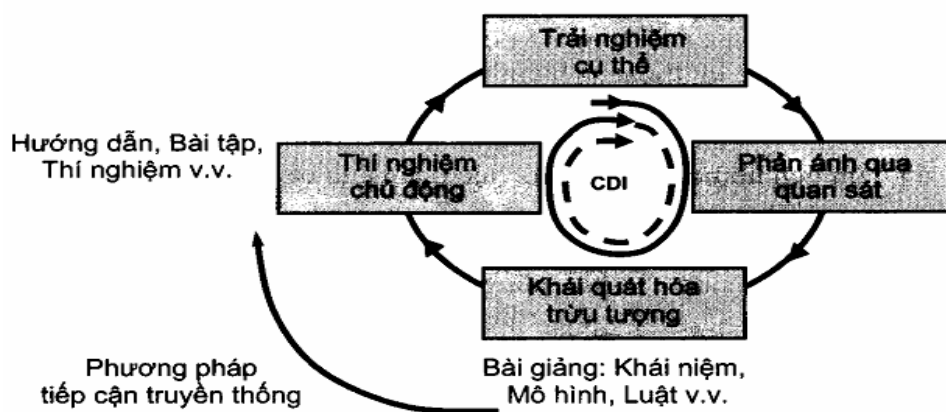 Trải nghiệm
cụ thể
Hướng dẫn, Bài tập,
Thí nghiệm v.v.
Thí nghiệm
chủ động
CDI
Phản ánh qua
quan sát
Khái quát hóa
trừu tượng
Phương pháp
tiếp cận truyền thống
Bài giảng: Khái niệm,
Mô hình, Luật v.v.